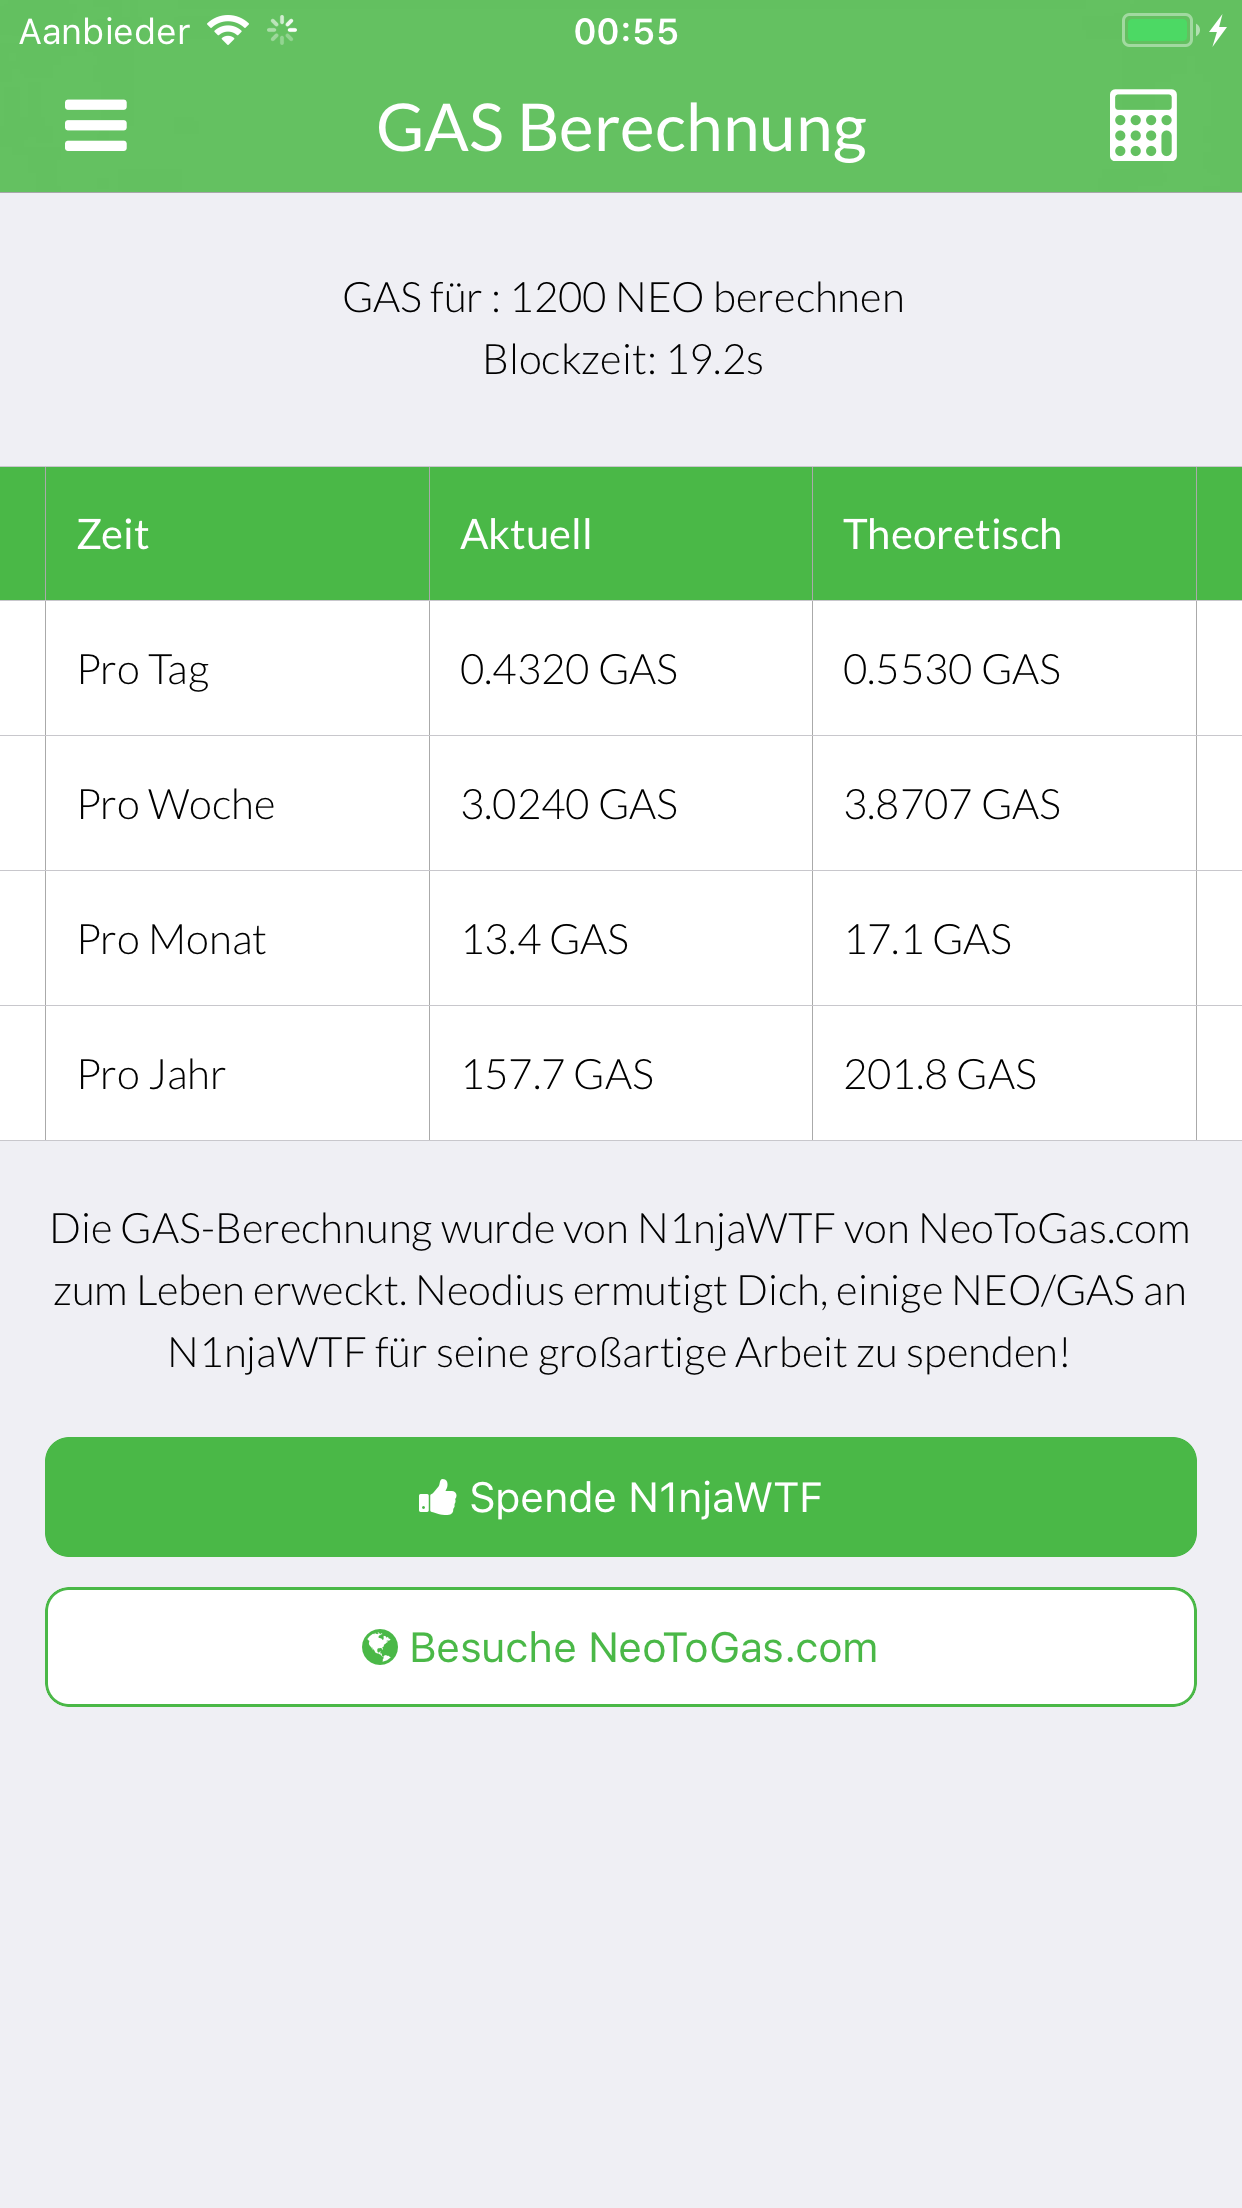 Aanbieder 00:55
GAS Berechnung
GAS für : 1200 NEO berechnen
Blockzeit: 19.2s
Zeit Aktuell Theoretisch
Pro Tag 0.4320 GAS 0.5530 GAS
Pro Woche 3.0240 GAS 3.8707 GAS
Pro Monat 13.4 GAS 17.1 GAS
Pro Jahr 157.7 GAS 201.8 GAS
Die GAS-Berechnung wurde von N1njaWTF von NeoToGas.com
zum Leben erweckt. Neodius ermutigt Dich, einige NEO/GAS an
N1njaWTF für seine großartige Arbeit zu spenden!
Spende N1njaWTF
Besuche NeoToGas.com